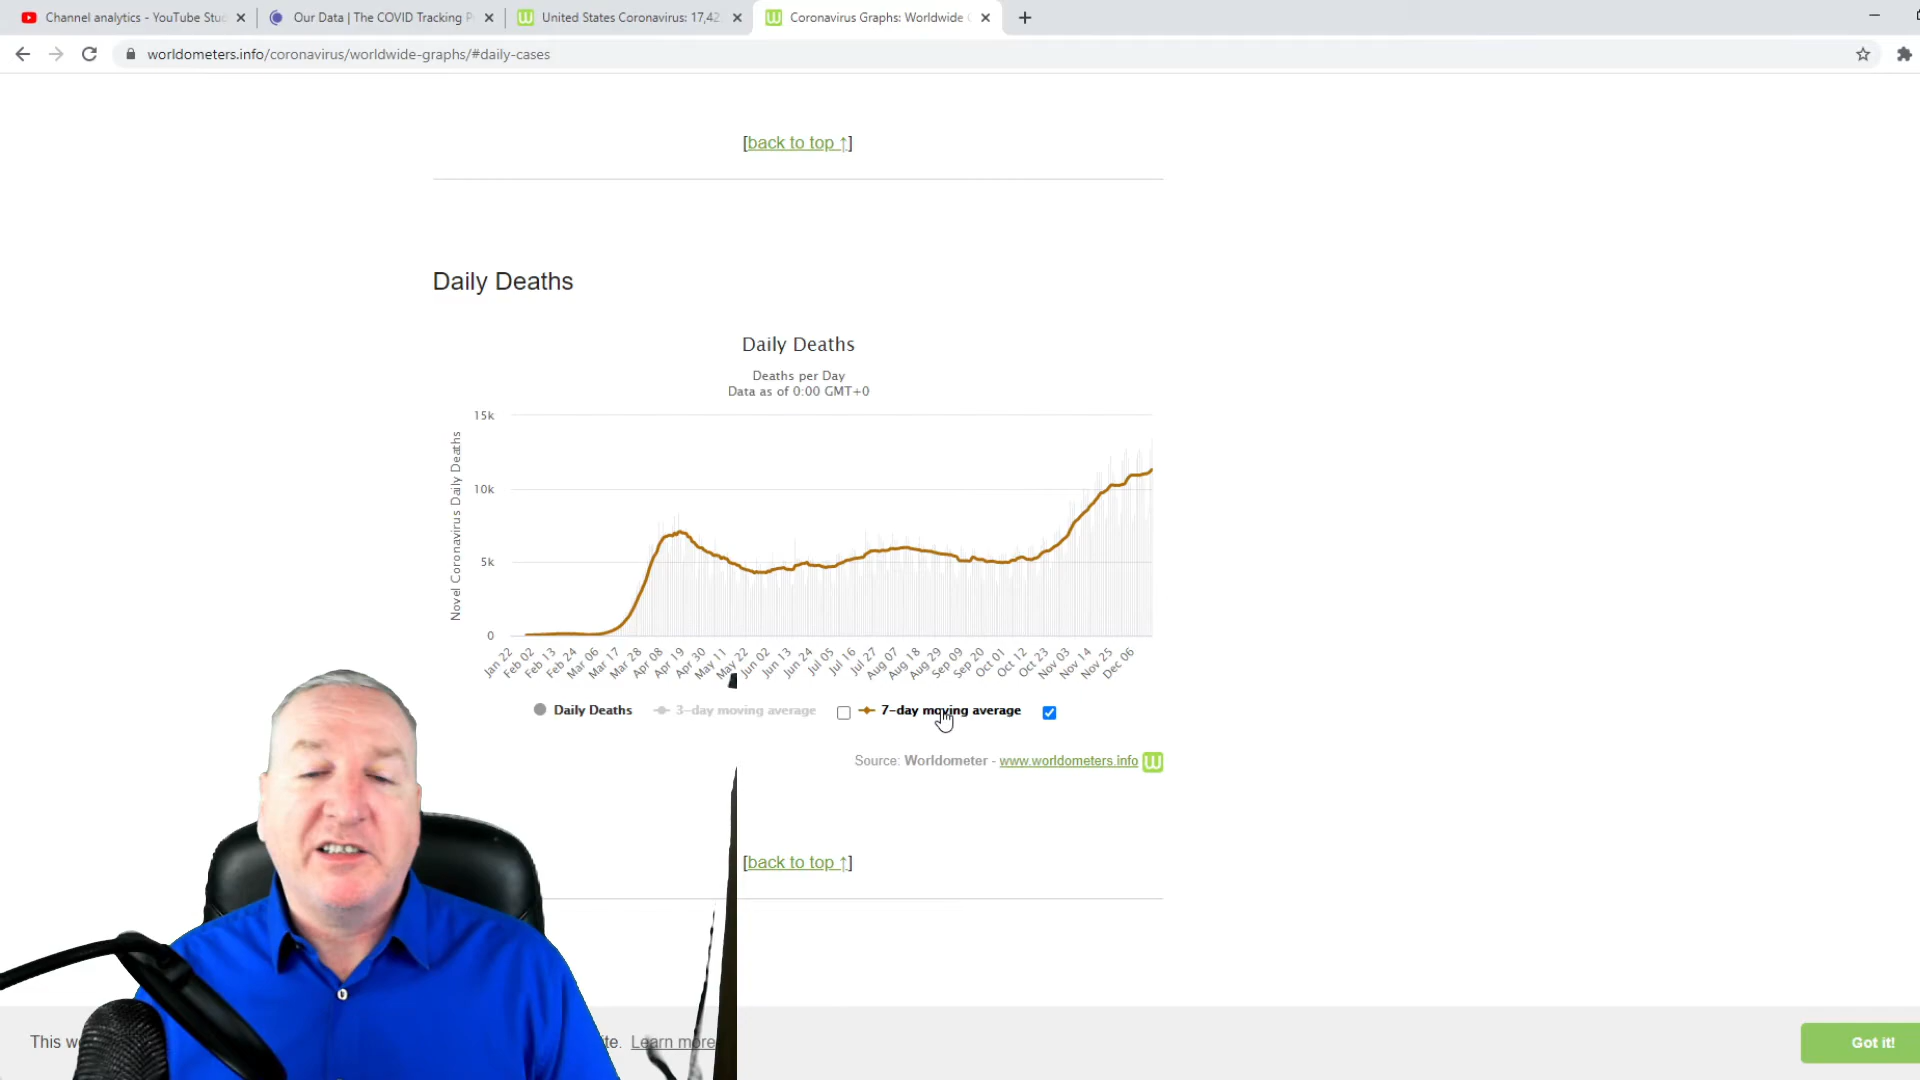 Channel analytics - YouTube Stu
Our Data | The COVID Tracking P
United States Coronavirus: 17,42
Coronavirus Graphs: Worldwide
worldometers.info/coronavirus/worldwide-graphs/#daily-cases
[back to top ↑]
Daily Deaths
Daily Deaths
Deaths per Day
Data as of 0:00 GMT+0
Novel Coronavirus Daily Deaths
15k
10k
5k
0
Jan 22 Feb 02 Feb 13 Feb 24 Mar 06 Mar 17 Mar 28 Apr 08 Apr 19 Apr 30 May 11 May 22 Jun 02 Jun 13 Jun 24 Jul 05 Jul 16 Jul 27 Aug 07 Aug 18 Aug 29 Sep 09 Sep 20 Oct 01 Oct 12 Oct 23 Nov 03 Nov 14 Nov 25 Dec 06
Daily Deaths 3-day moving average 7-day moving average
Source: Worldometer - www.worldometers.info
[back to top ↑]
This Learn more
Got it!